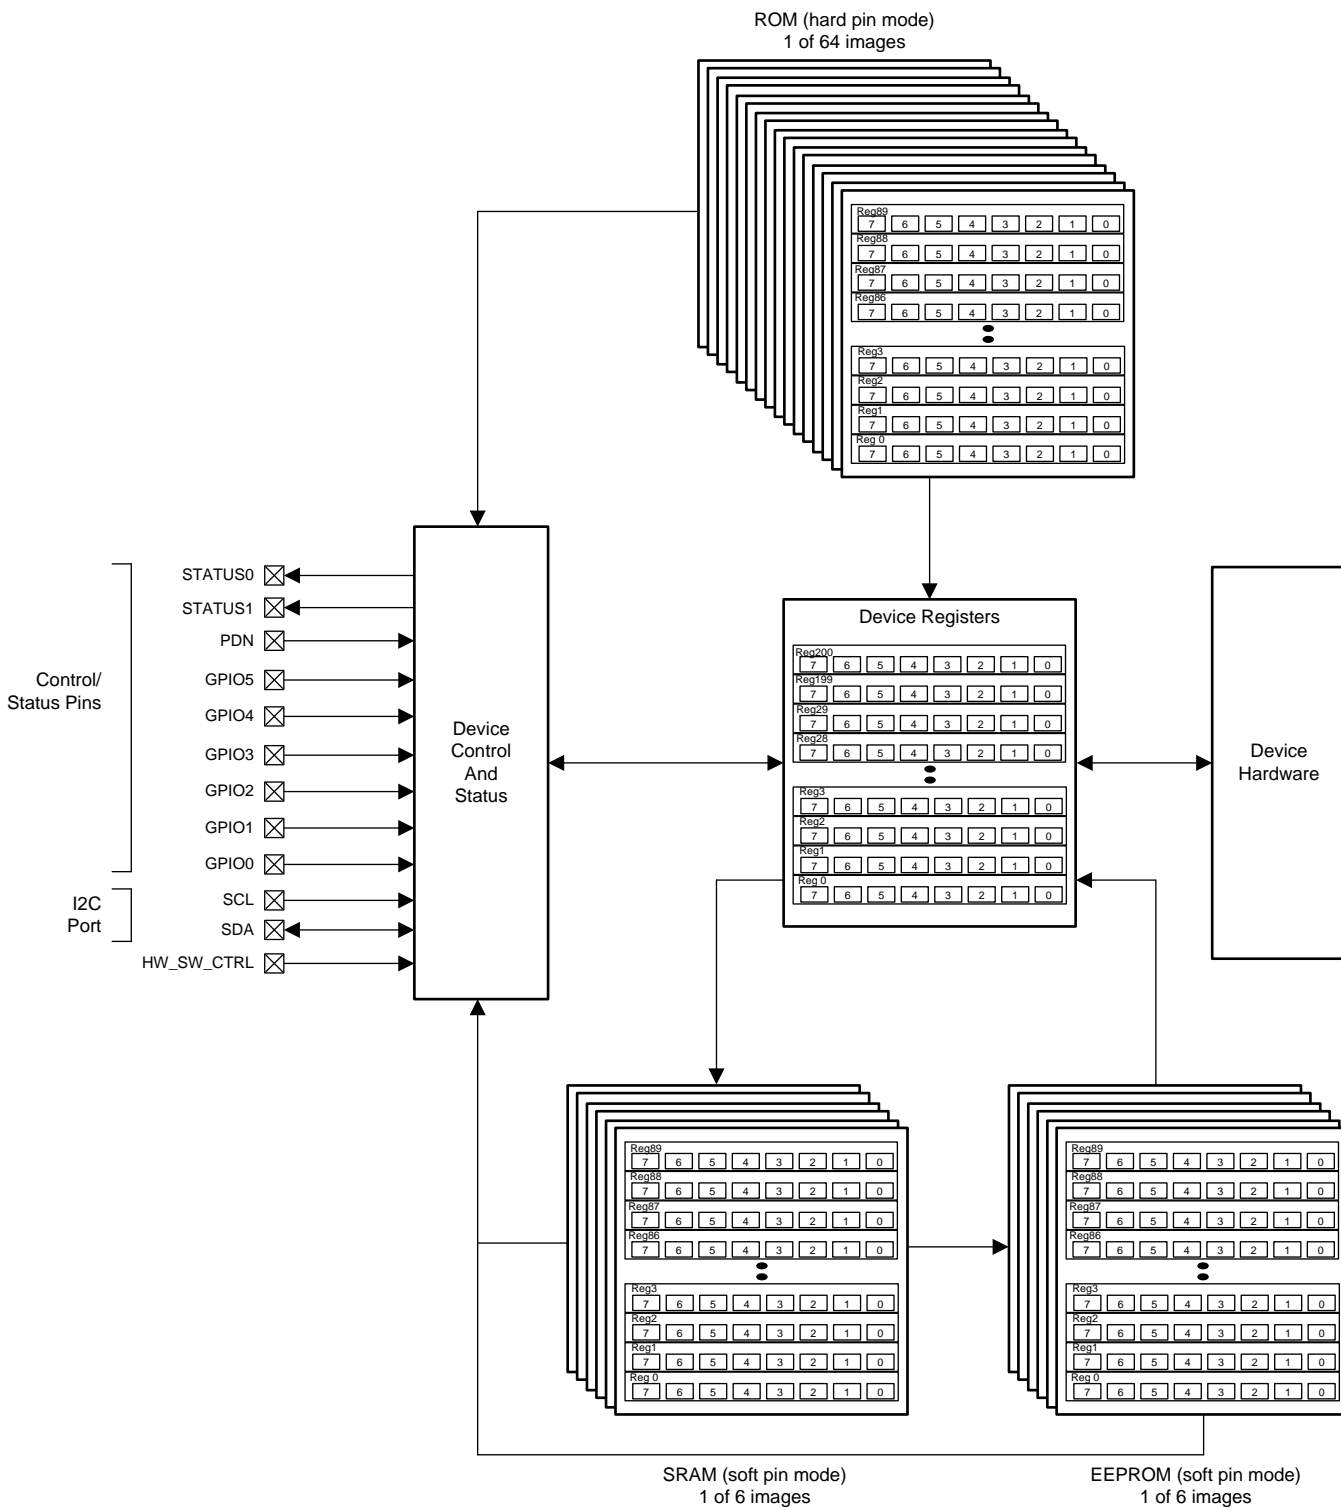 ROM (hard pin mode)
1 of 64 images
Reg89
7 6 5 4 3 2 1 0
Reg88
7 6 5 4 3 2 1 0
Reg87
7 6 5 4 3 2 1 0
Reg86
7 6 5 4 3 2 1 0
Reg3
7 6 5 4 3 2 1 0
Reg2
7 6 5 4 3 2 1 0
Reg1
7 6 5 4 3 2 1 0
Reg 0
7 6 5 4 3 2 1 0
Control/
Status Pins
STATUS0
STATUS1
PDN
GPIO5
GPIO4
GPIO3
GPIO2
GPIO1
GPIO0
I2C
Port
SCL
SDA
HW_SW_CTRL
Device
Control
And
Status
Device Registers
Reg200
7 6 5 4 3 2 1 0
Reg199
7 6 5 4 3 2 1 0
Reg29
7 6 5 4 3 2 1 0
Reg28
7 6 5 4 3 2 1 0
Reg3
7 6 5 4 3 2 1 0
Reg2
7 6 5 4 3 2 1 0
Reg1
7 6 5 4 3 2 1 0
Reg 0
7 6 5 4 3 2 1 0
Device
Hardware
Reg89
7 6 5 4 3 2 1 0
Reg88
7 6 5 4 3 2 1 0
Reg87
7 6 5 4 3 2 1 0
Reg86
7 6 5 4 3 2 1 0
Reg3
7 6 5 4 3 2 1 0
Reg2
7 6 5 4 3 2 1 0
Reg1
7 6 5 4 3 2 1 0
Reg 0
7 6 5 4 3 2 1 0
SRAM (soft pin mode)
1 of 6 images
Reg89
7 6 5 4 3 2 1 0
Reg88
7 6 5 4 3 2 1 0
Reg87
7 6 5 4 3 2 1 0
Reg86
7 6 5 4 3 2 1 0
Reg3
7 6 5 4 3 2 1 0
Reg2
7 6 5 4 3 2 1 0
Reg1
7 6 5 4 3 2 1 0
Reg 0
7 6 5 4 3 2 1 0
EEPROM (soft pin mode)
1 of 6 images